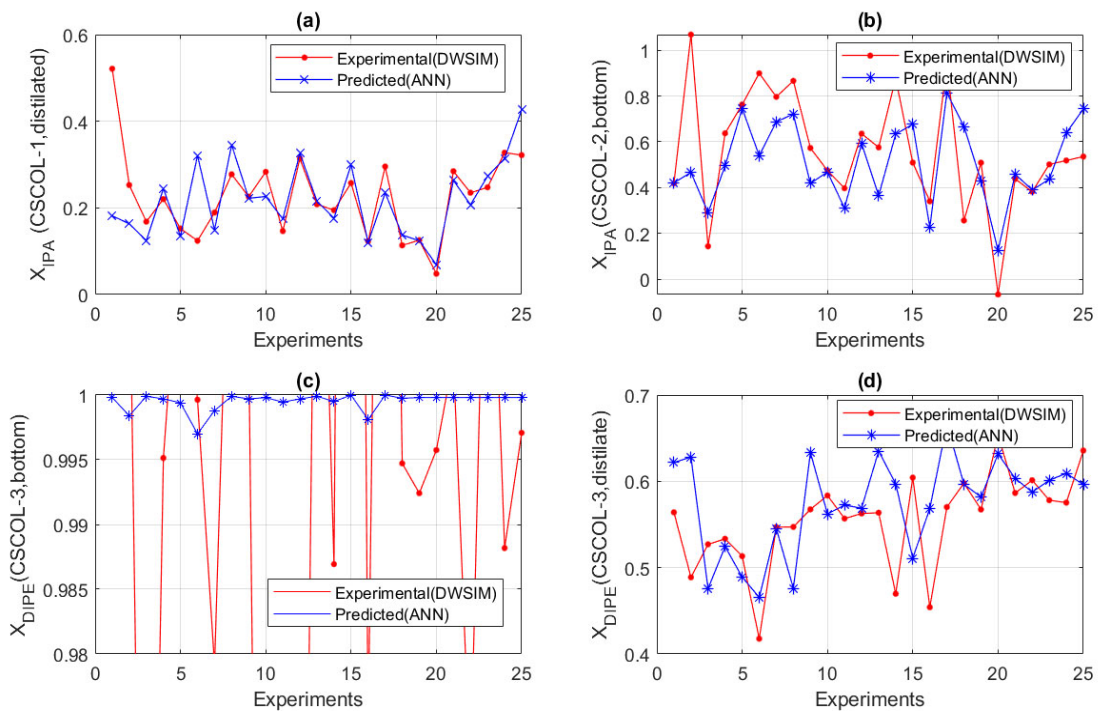 (a)
0.6
0.4
0.2
0
X_IPA (CSCOL-1,distilated)
Experimental(DWSIM)
Predicted(ANN)
0 5 10 15 20 25
Experiments
(b)
1
0.8
0.6
0.4
0.2
0
X_IPA(CSCOL-2,bottom)
Experimental(DWSIM)
Predicted(ANN)
0 5 10 15 20 25
Experiments
(c)
1
0.995
0.99
0.985
0.98
X_DIPE(CSCOL-3,bottom)
Experimental(DWSIM)
Predicted(ANN)
0 5 10 15 20 25
Experiments
(d)
0.7
0.6
0.5
0.4
X_DIPE(CSCOL-3,distilate)
Experimental(DWSIM)
Predicted(ANN)
0 5 10 15 20 25
Experiments